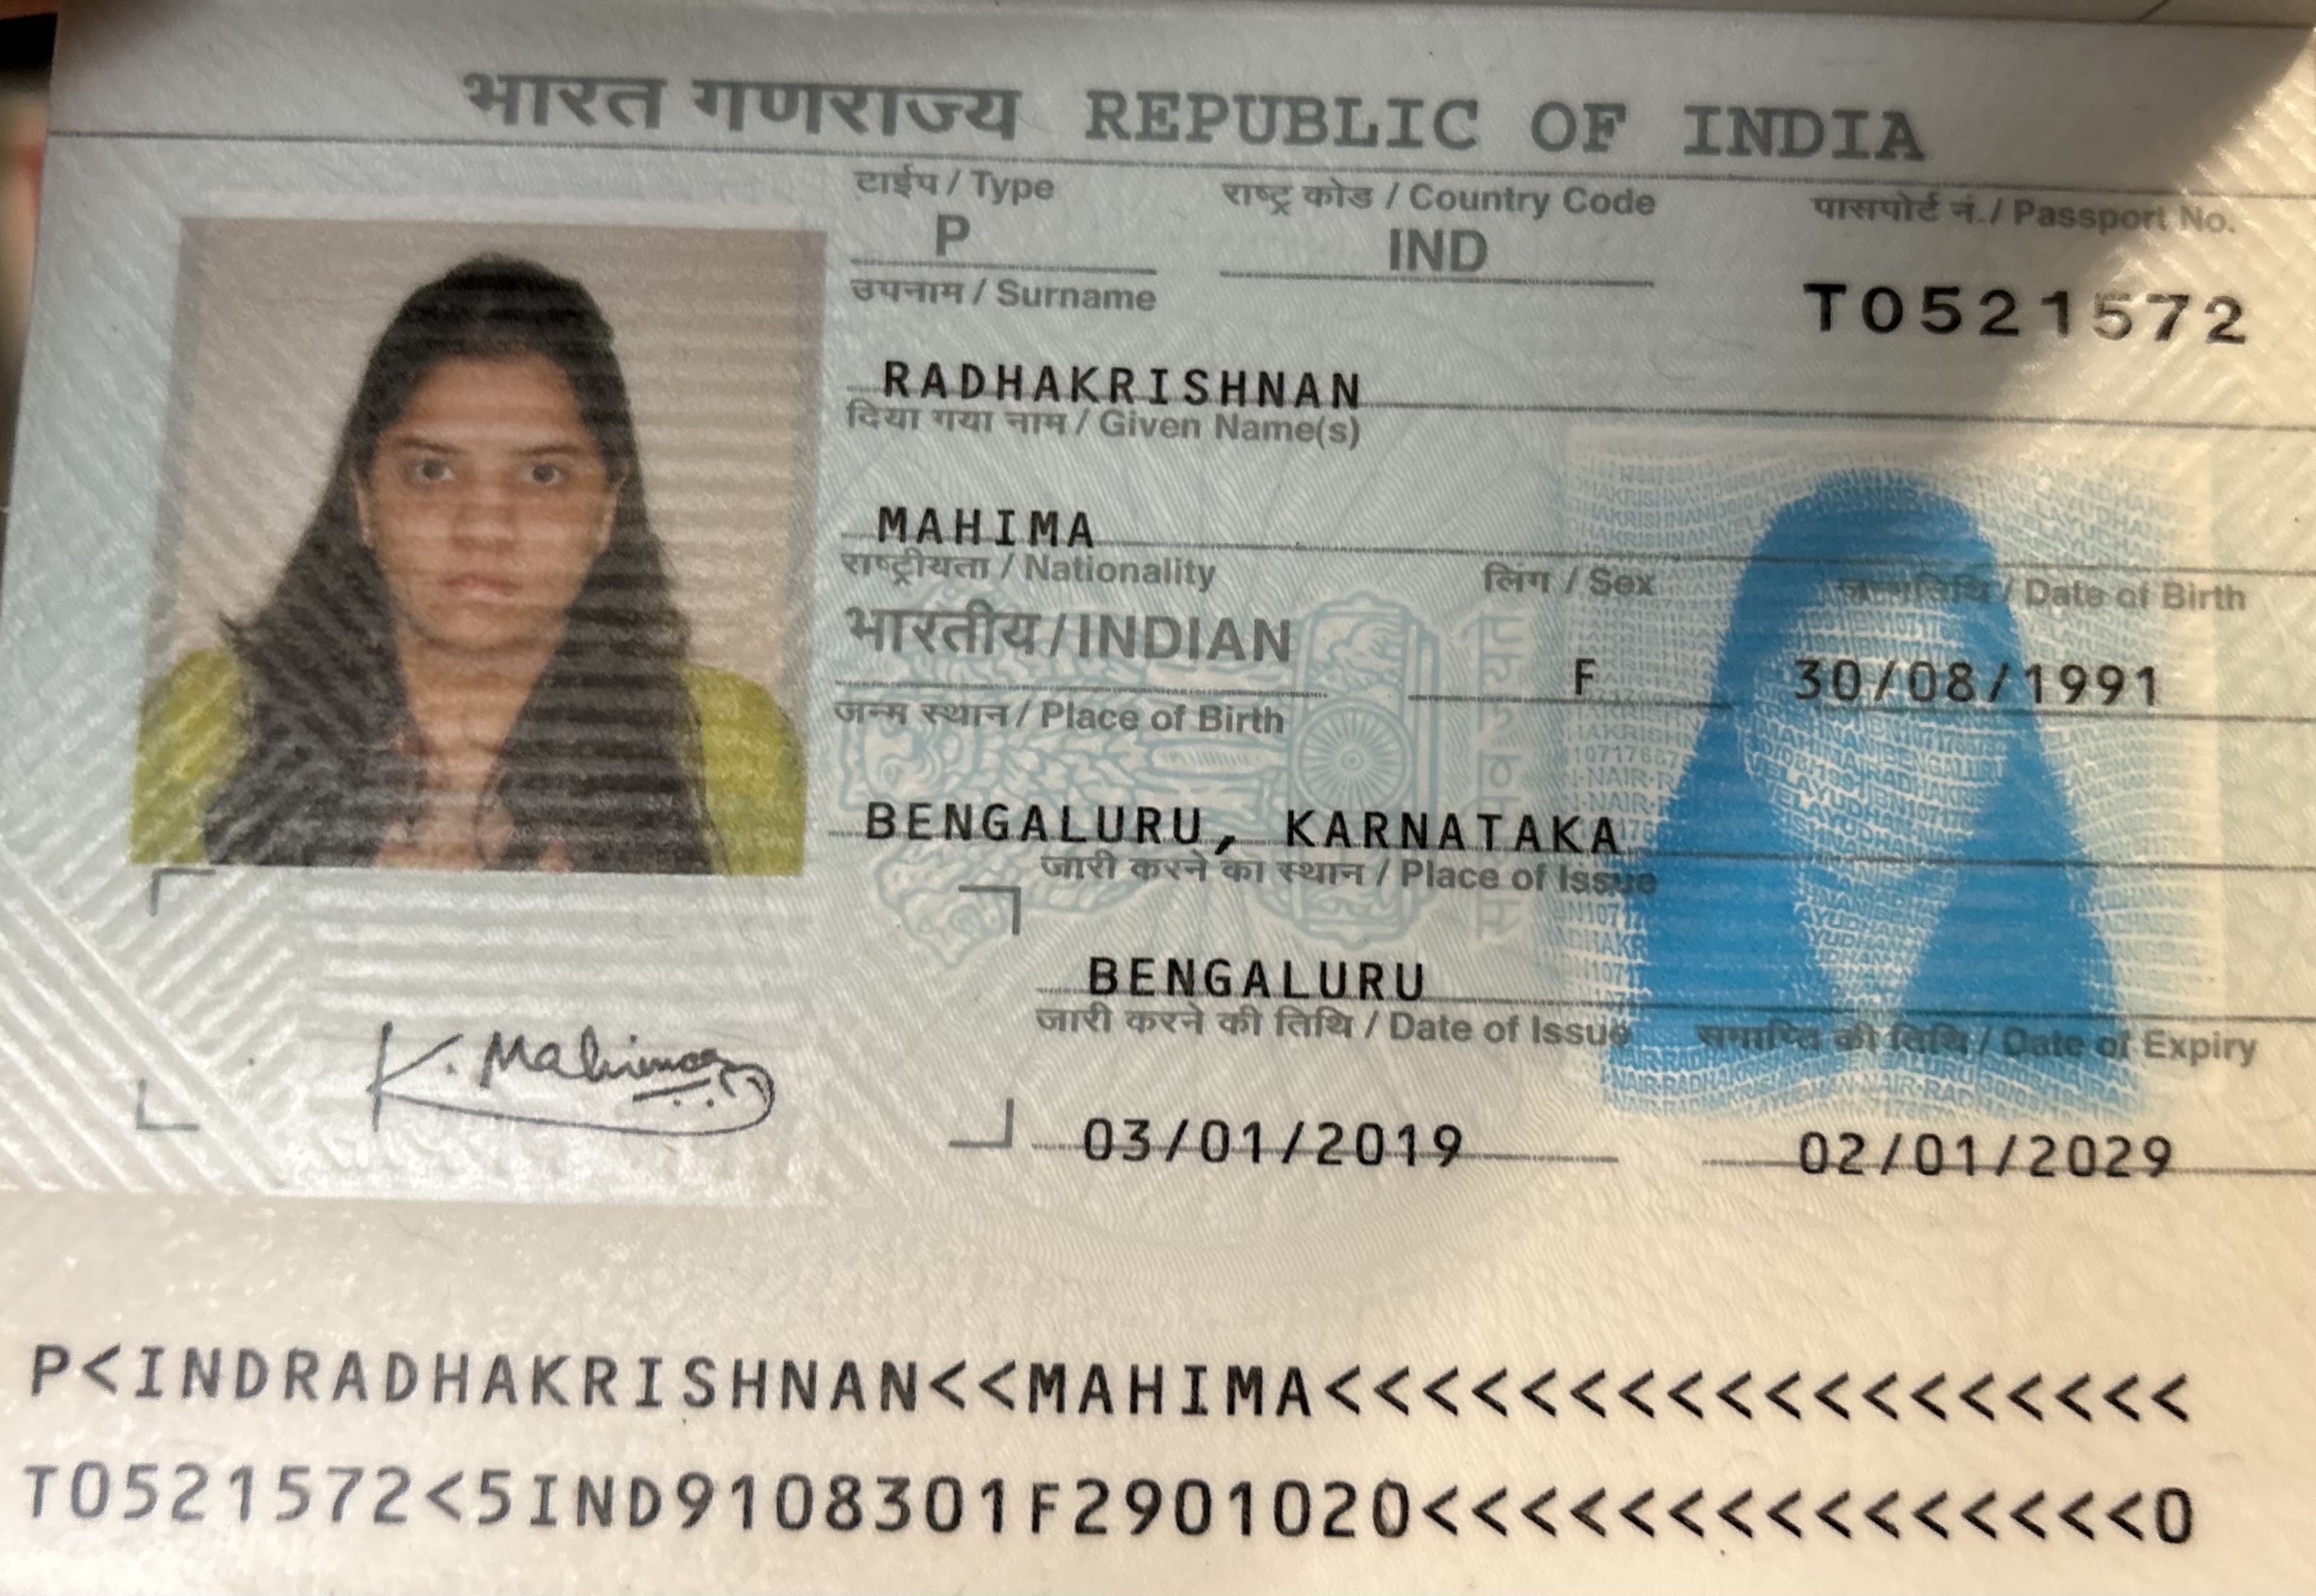 भारत गणराज्य REPUBLIC OF INDIA
टाईप / Type
राष्ट्र कोड / Country Code
पासपोर्ट नं. / Passport No.
P
IND
T0521572
उपनाम / Surname
RADHAKRISHNAN
दिया गया नाम / Given Name(s)
MAHIMA
राष्ट्रीयता / Nationality
लिंग / Sex
जन्मतिथि / Date of Birth
भारतीय / INDIAN
F
30/08/1991
जन्म स्थान / Place of Birth
BENGALURU, KARNATAKA
जारी करने का स्थान / Place of Issue
BENGALURU
जारी करने की तिथि / Date of Issue
समाप्ति की तिथि / Date of Expiry
K. Mahima
03/01/2019
02/01/2029
P<INDRADHAKRISHNAN<<MAHIMA<<<<<<<<<<<<<<<<<<
T0521572<5IND9108301F2901020<<<<<<<<<<<<<<<0